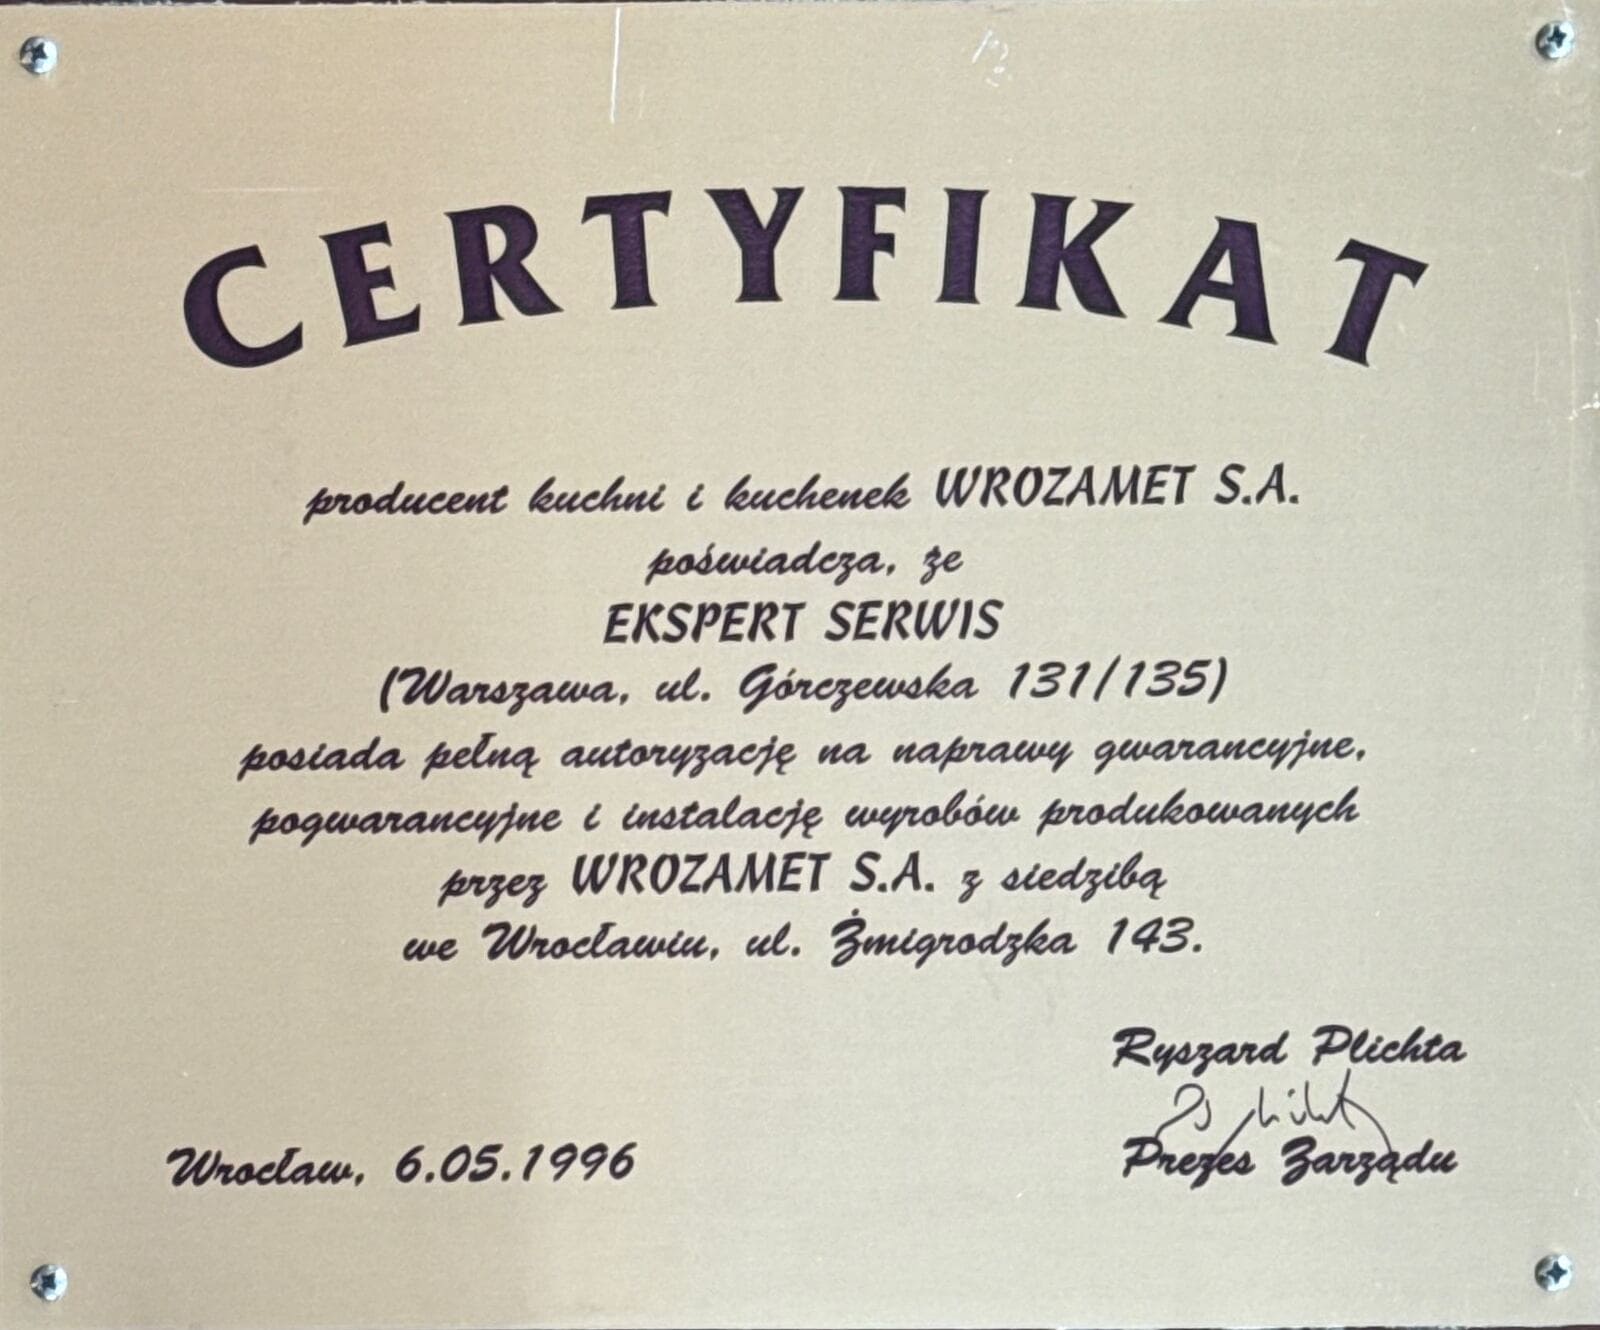 CERTYFIKAT
producent kuchni i kuchenek WROZAMET S.A.
poświadcza, że
EKSPERT SERWIS
(Warszawa, ul. Górczewska 131/135)
posiada pełną autoryzację na naprawy gwarancyjne,
pogwarancyjne i instalację wyrobów produkowanych
przez WROZAMET S.A. z siedzibą
we Wrocławiu, ul. Żmigrodzka 143.
Ryszard Plichta
Prezes Zarządu
Wrocław, 6.05.1996